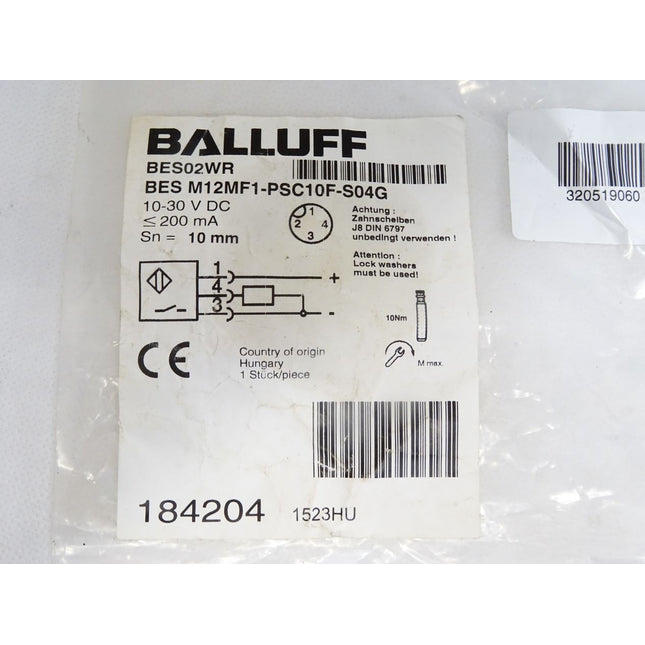 BALLUFF
BES02WR
BES M12MF1-PSC10F-S04G
10-30 V DC
≤ 200 mA
Sn = 10 mm
1
2 4
3
Achtung :
Zahnscheiben
J8 DIN 6797
unbedingt verwenden !
Attention :
Lock washers
must be used!
1 +
4
3 -
10Nm
M max.
CE
Country of origin
Hungary
1 Stück/piece
184204 1523HU
320519060